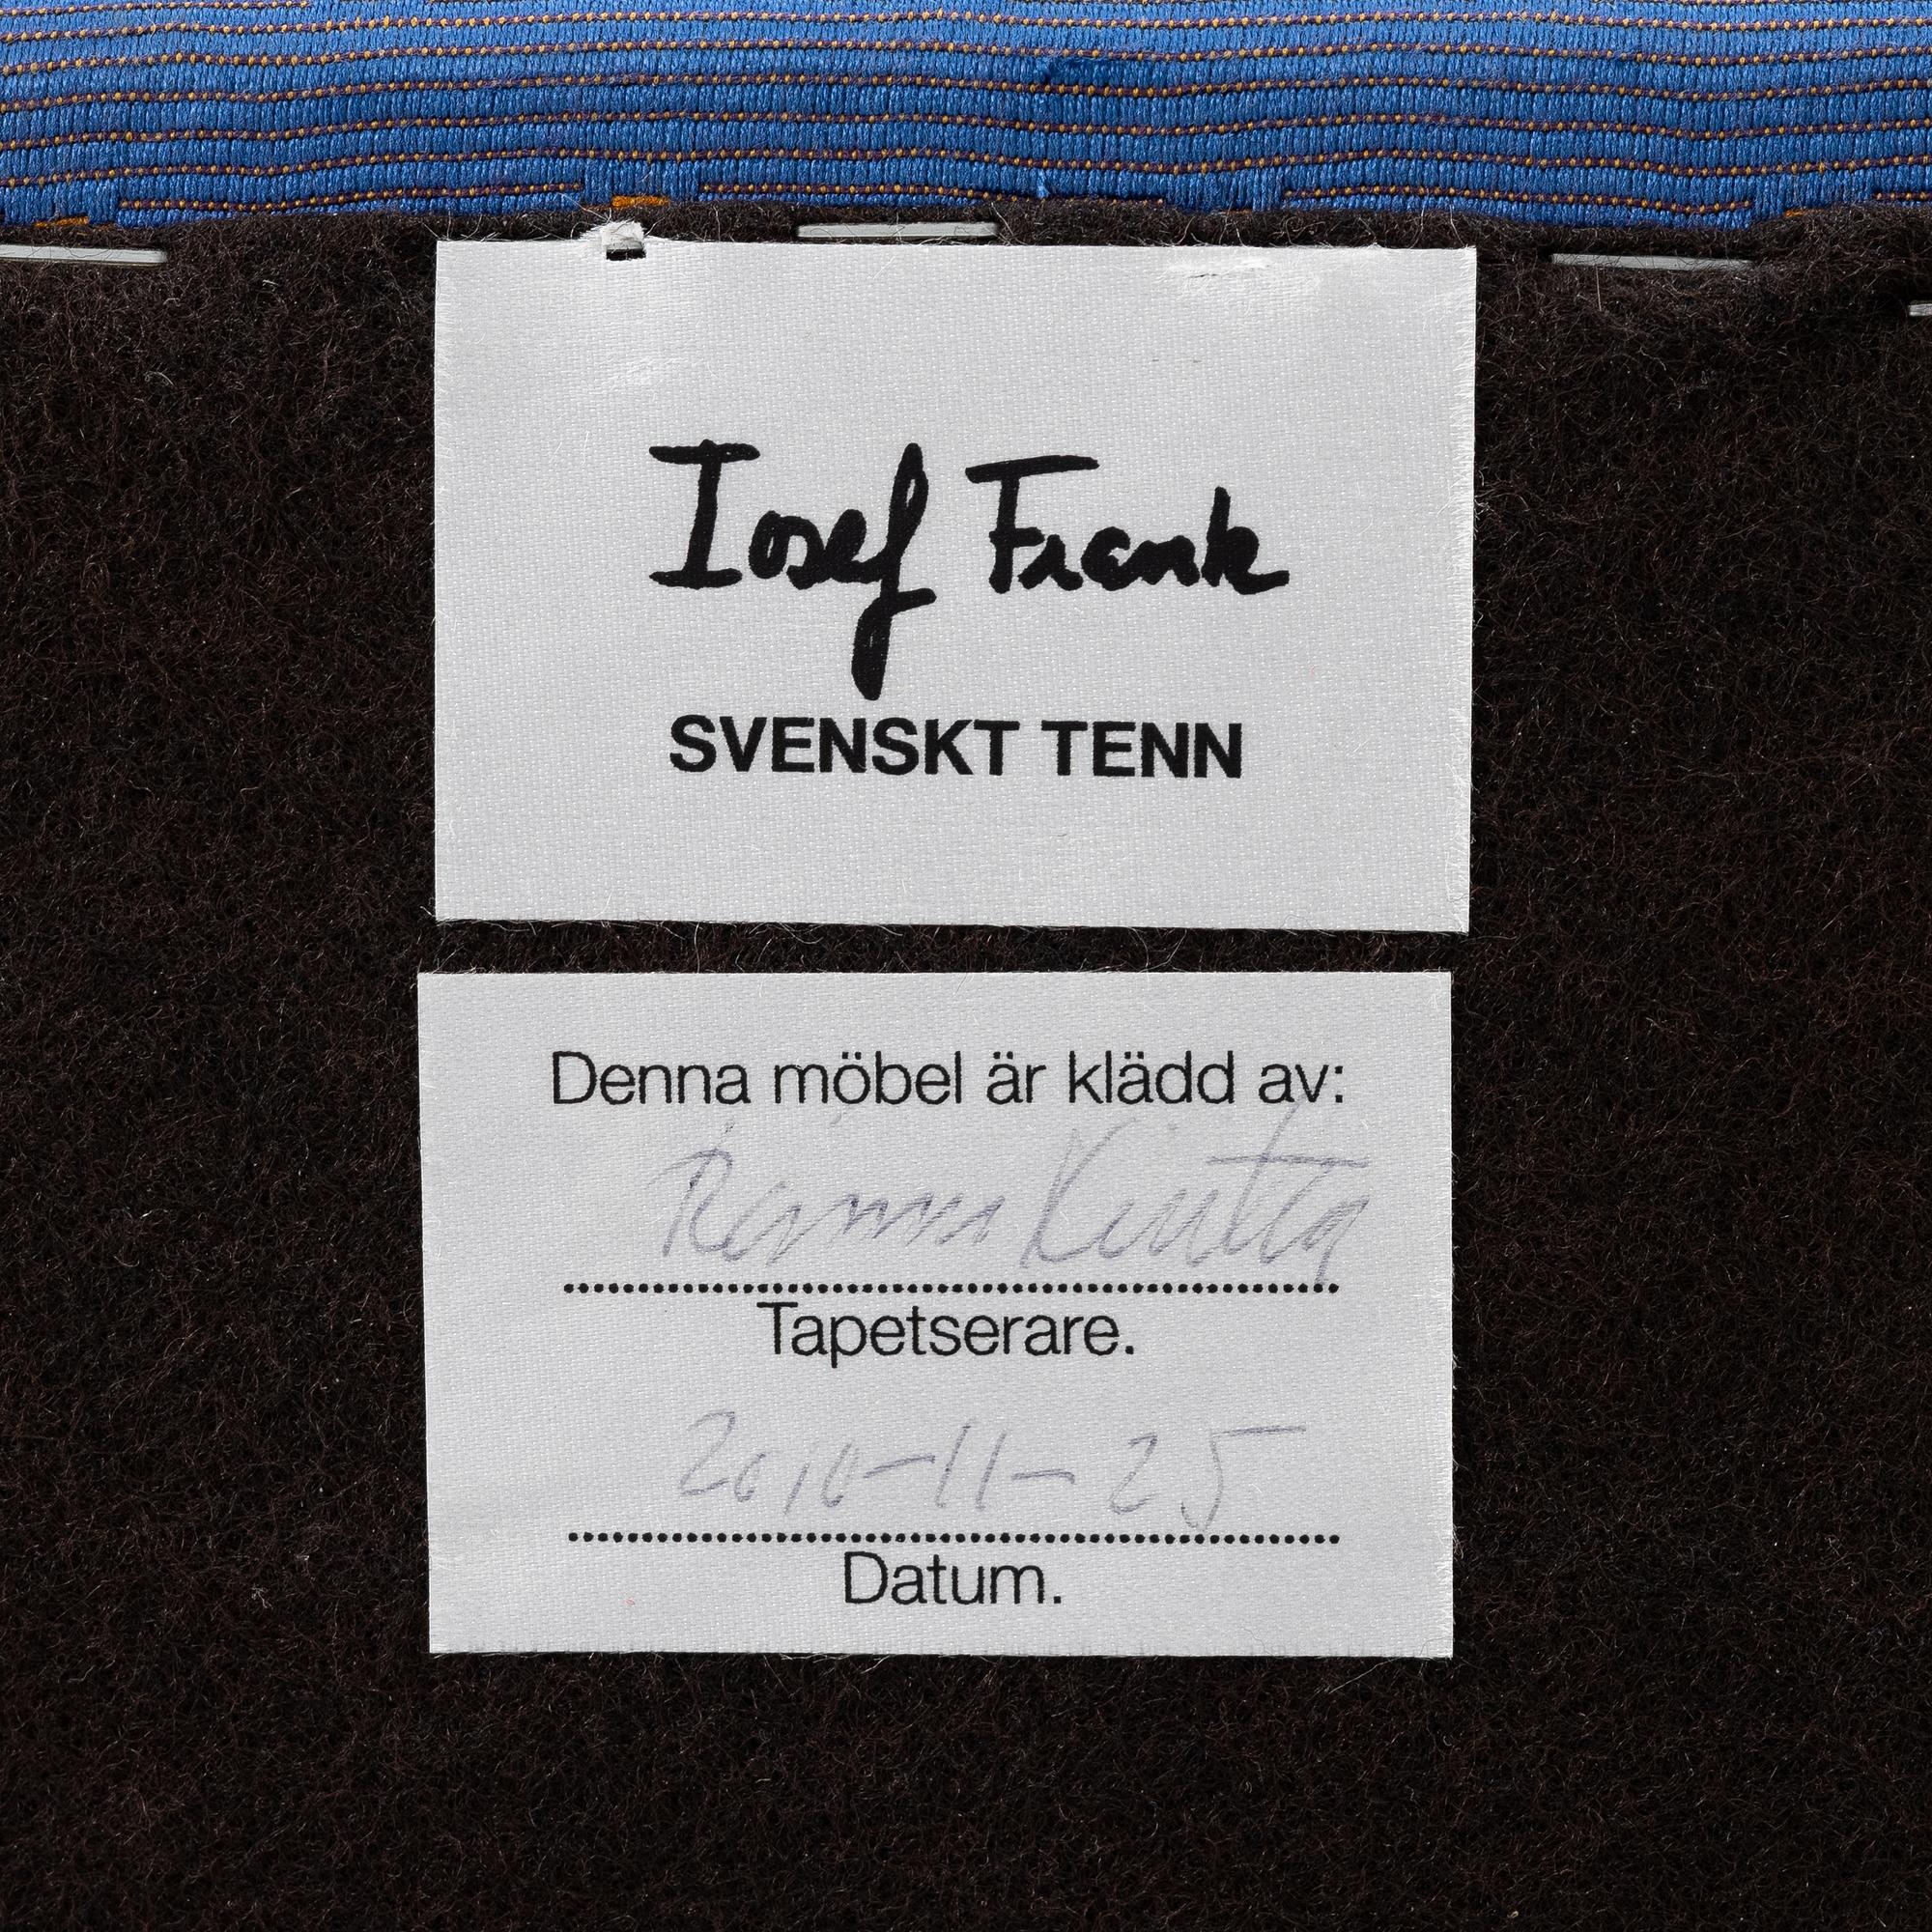 Josef Frank
SVENSKT TENN
Denna möbel är klädd av:
Tapetserare.
2010-11-25
Datum.